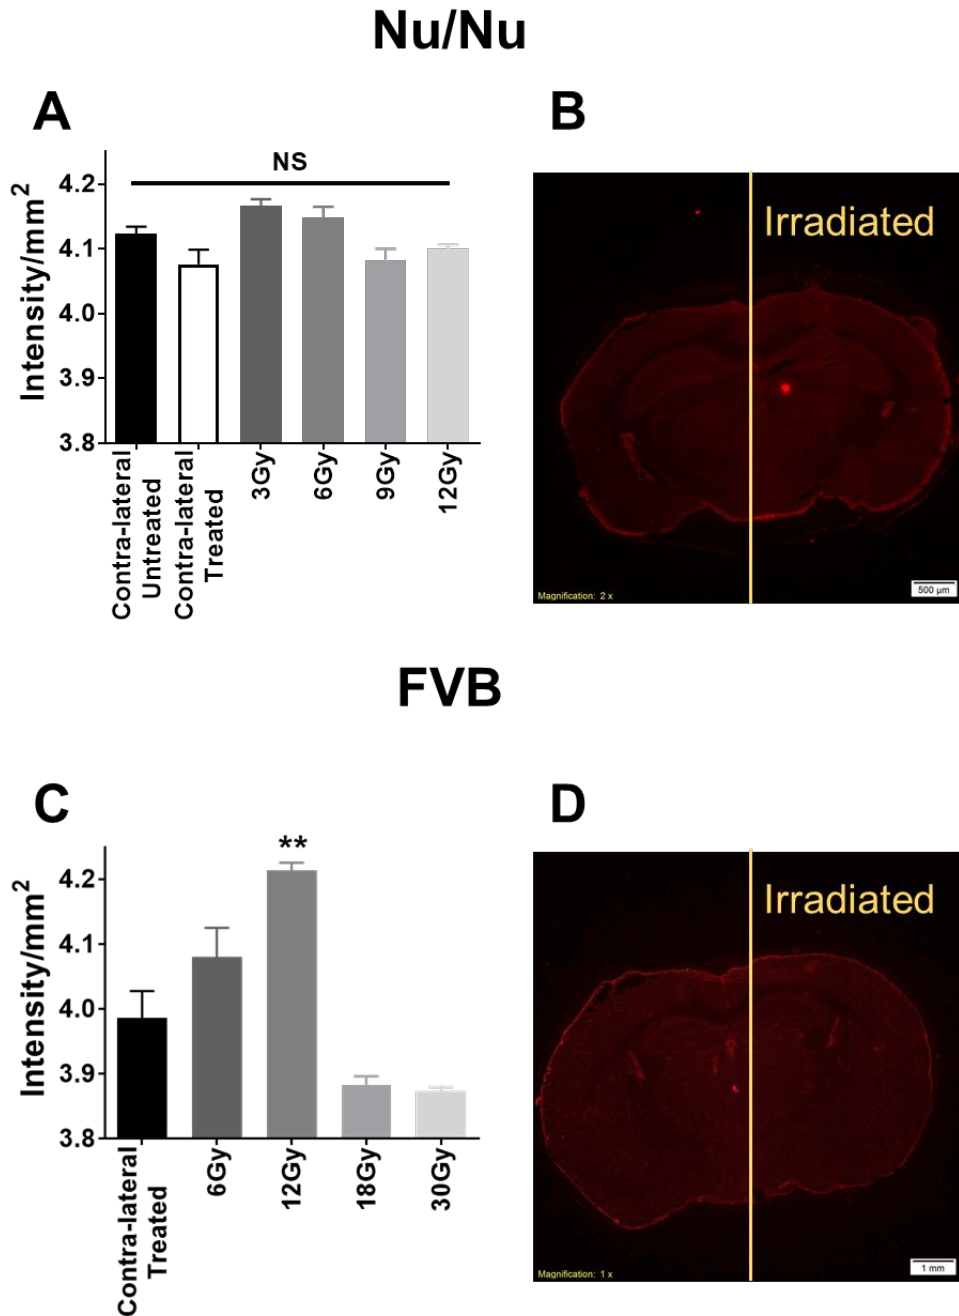 Nu/Nu
A
B
NS
4.2
4.1
4.0
3.9
3.8
Intensity/mm²
Contra-lateral
Untreated
Contra-lateral
Treated
3Gy
6Gy
9Gy
12Gy
Irradiated
Magnification: 2 x
500 µm
FVB
C
D
**
4.2
4.1
4.0
3.9
3.8
Intensity/mm²
Contra-lateral
Treated
6Gy
12Gy
18Gy
30Gy
Irradiated
Magnification: 1 x
1 mm